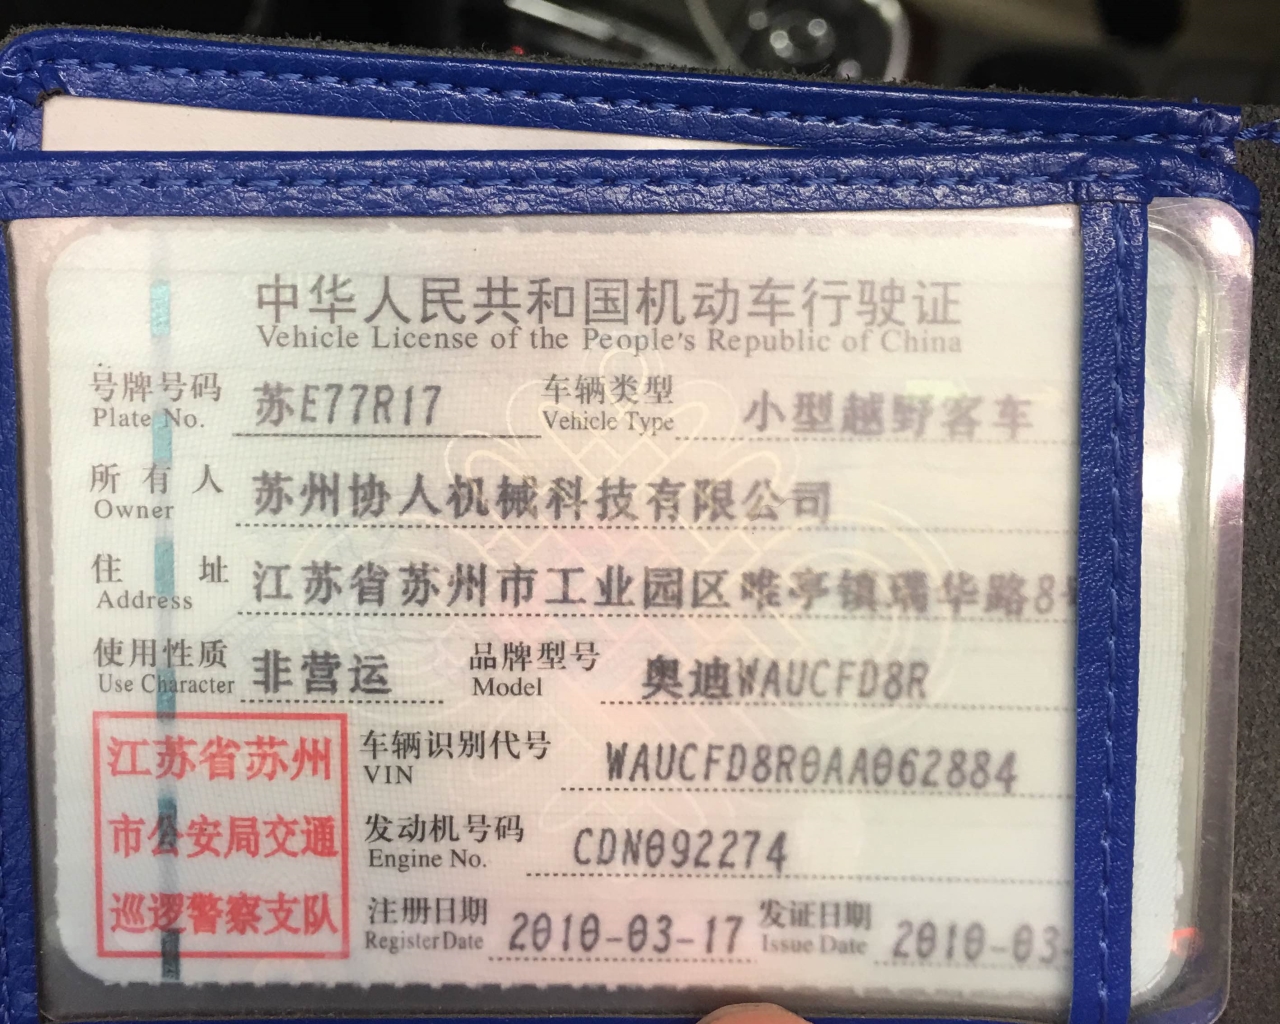 中华人民共和国机动车行驶证
Vehicle License of the People's Republic of China
号牌号码 苏E77R17 车辆类型 小型越野客车
Plate No. Vehicle Type
所有人 苏州协人机械科技有限公司
Owner
住址 江苏省苏州市工业园区唯亭镇璃华路8
Address
使用性质 非营运 品牌型号 奥迪WAUCFD8R
Use Character Model
江苏省苏州
市公安局交通
巡逻警察支队
车辆识别代号 WAUCFD8R0AA062884
VIN
发动机号码 CDN092274
Engine No.
注册日期 2010-03-17 发证日期 2010-03-
Register Date Issue Date